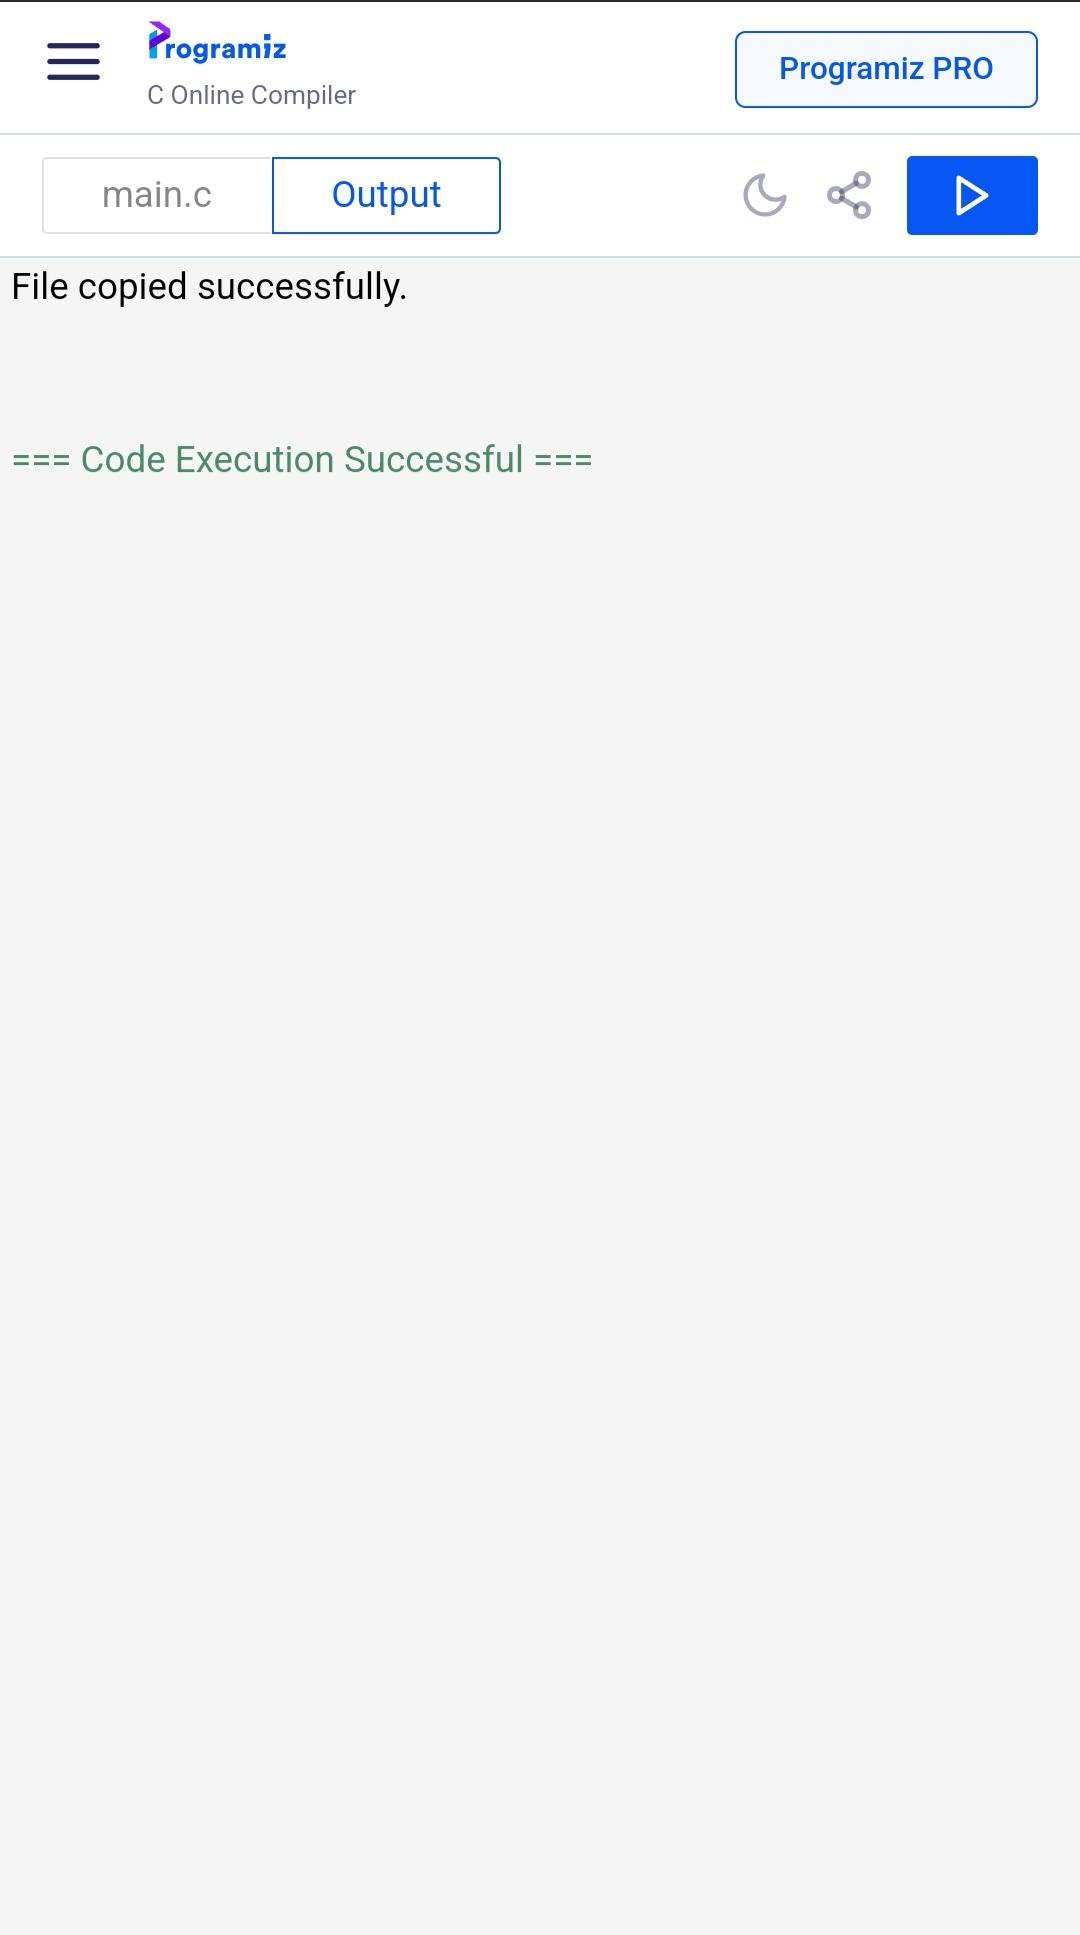 Programiz
C Online Compiler
Programiz PRO
main.c
Output
File copied successfully.
=== Code Execution Successful ===